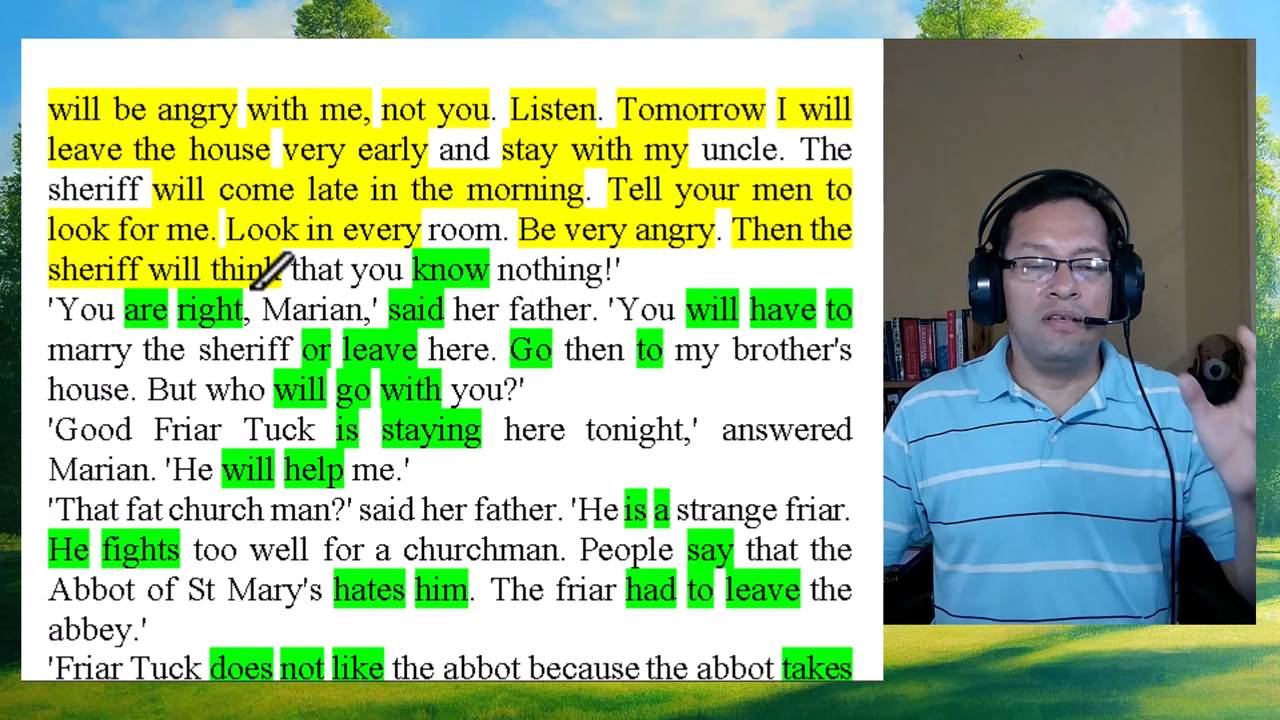 will be angry with me, not you. Listen. Tomorrow I will
leave the house very early and stay with my uncle. The
sheriff will come late in the morning. Tell your men to
look for me. Look in every room. Be very angry. Then the
sheriff will think that you know nothing!'
'You are right, Marian,' said her father. 'You will have to
marry the sheriff or leave here. Go then to my brother's
house. But who will go with you?'
'Good Friar Tuck is staying here tonight,' answered
Marian. 'He will help me.'
'That fat church man?' said her father. 'He is a strange friar.
He fights too well for a churchman. People say that the
Abbot of St Mary's hates him. The friar had to leave the
abbey.'
'Friar Tuck does not like the abbot because the abbot takes